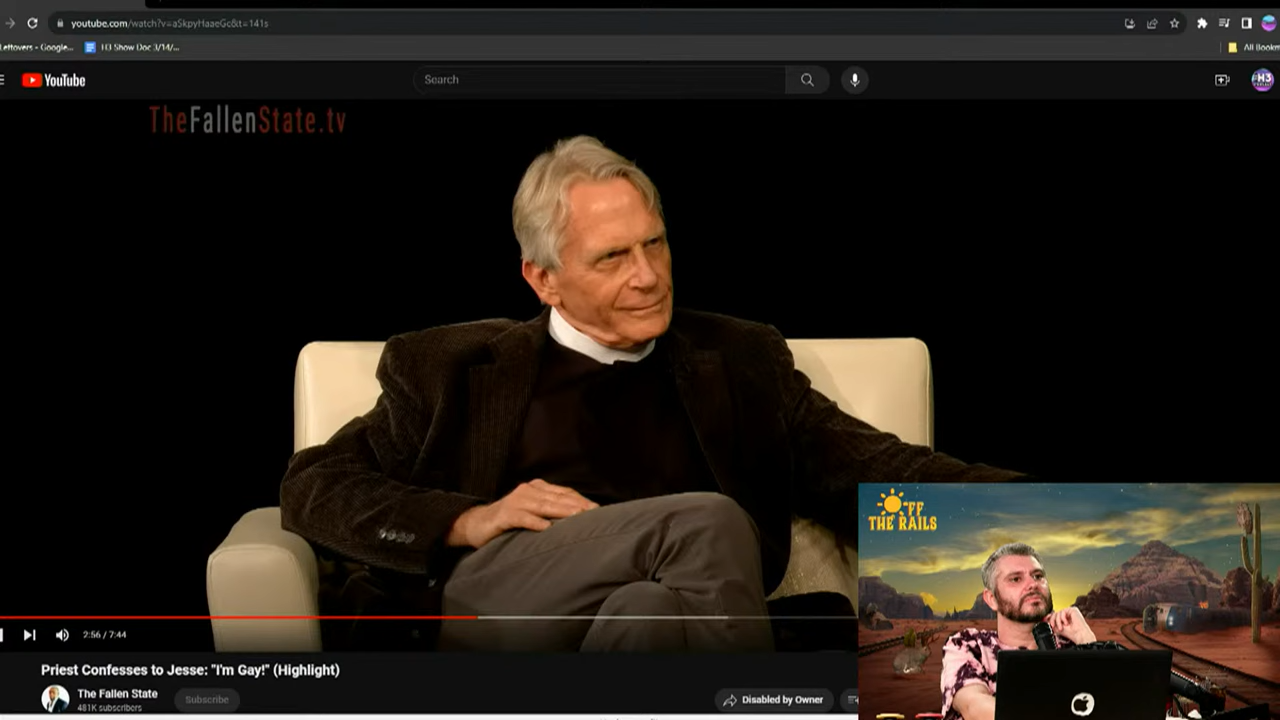 youtube.com/watch?v=aSkpyHaaeGc&t=141s
Leftovers - Google...
H3 Show Doc 3/14/...
All Bookm
YouTube
Search
H3
TheFallenState.tv
OFF
THE RAILS
2:56 / 7:44
Priest Confesses to Jesse: "I'm Gay!" (Highlight)
The Fallen State
481K subscribers
Subscribe
Disabled by Owner